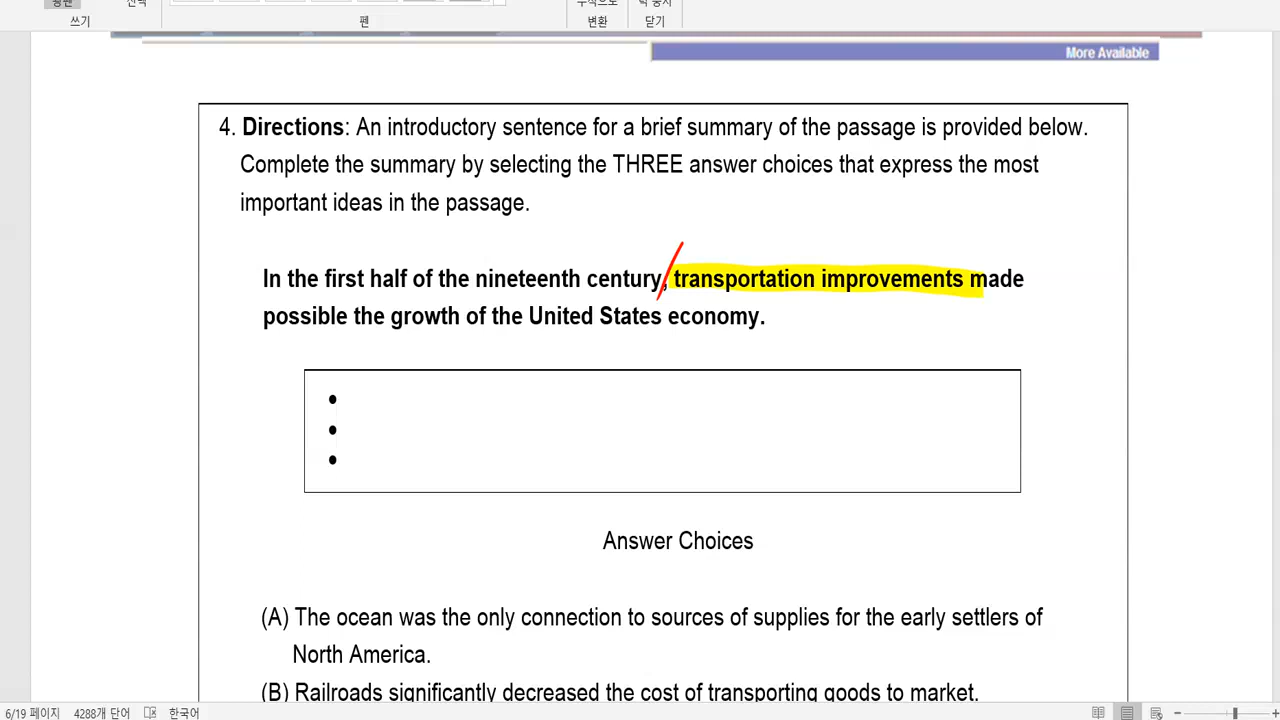 쓰기
펜
변환
닫기
More Available
4. Directions: An introductory sentence for a brief summary of the passage is provided below.
Complete the summary by selecting the THREE answer choices that express the most
important ideas in the passage.
In the first half of the nineteenth century, transportation improvements made
possible the growth of the United States economy.
•
•
•
Answer Choices
(A) The ocean was the only connection to sources of supplies for the early settlers of
North America.
(B) Railroads significantly decreased the cost of transporting goods to market.
6/19 페이지 4288개 단어 한국어